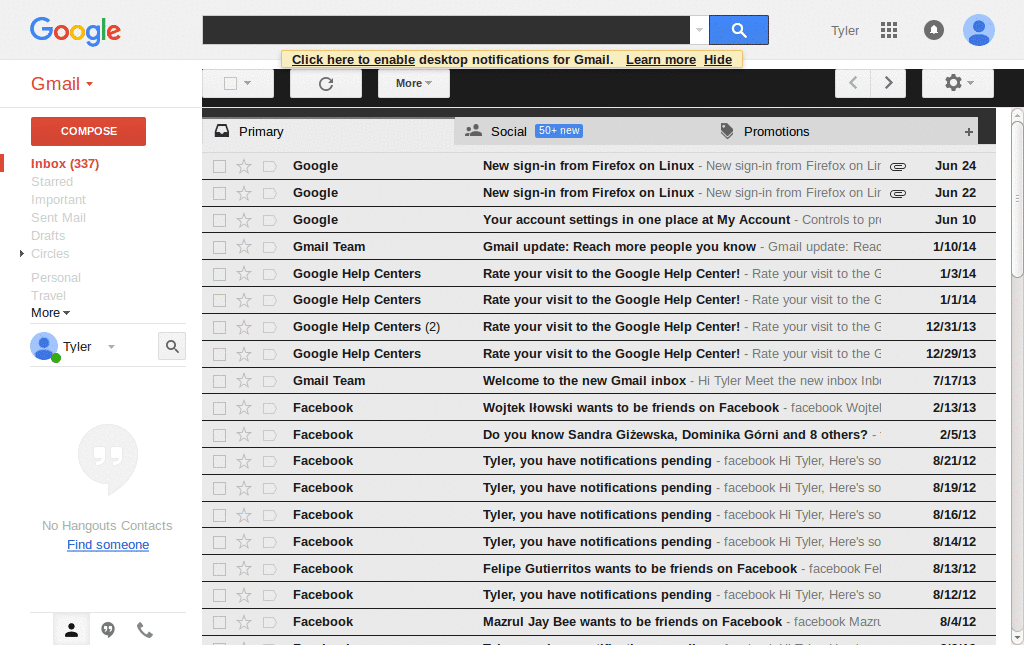 Google
Tyler
Click here to enable desktop notifications for Gmail. Learn more Hide
Gmail
More
COMPOSE
Inbox (337)
Starred
Important
Sent Mail
Drafts
Circles
Personal
Travel
More
Tyler
No Hangouts Contacts
Find someone
Primary
Social 50+ new
Promotions
+
Google New sign-in from Firefox on Linux - New sign-in from Firefox on Lin Jun 24
Google New sign-in from Firefox on Linux - New sign-in from Firefox on Lin Jun 22
Google Your account settings in one place at My Account - Controls to pro Jun 10
Gmail Team Gmail update: Reach more people you know - Gmail update: Reac 1/10/14
Google Help Centers Rate your visit to the Google Help Center! - Rate your visit to the G 1/3/14
Google Help Centers Rate your visit to the Google Help Center! - Rate your visit to the G 1/1/14
Google Help Centers (2) Rate your visit to the Google Help Center! - Rate your visit to the G 12/31/13
Google Help Centers Rate your visit to the Google Help Center! - Rate your visit to the G 12/29/13
Gmail Team Welcome to the new Gmail inbox - Hi Tyler Meet the new inbox Inbo 7/17/13
Facebook Wojtek Iłowski wants to be friends on Facebook - facebook Wojtek 2/13/13
Facebook Do you know Sandra Giżewska, Dominika Górni and 8 others? - 2/5/13
Facebook Tyler, you have notifications pending - facebook Hi Tyler, Here's so 8/21/12
Facebook Tyler, you have notifications pending - facebook Hi Tyler, Here's so 8/19/12
Facebook Tyler, you have notifications pending - facebook Hi Tyler, Here's so 8/16/12
Facebook Tyler, you have notifications pending - facebook Hi Tyler, Here's so 8/14/12
Facebook Felipe Gutierritos wants to be friends on Facebook - facebook Fel 8/13/12
Facebook Tyler, you have notifications pending - facebook Hi Tyler, Here's so 8/12/12
Facebook Mazrul Jay Bee wants to be friends on Facebook - facebook Mazru 8/4/12